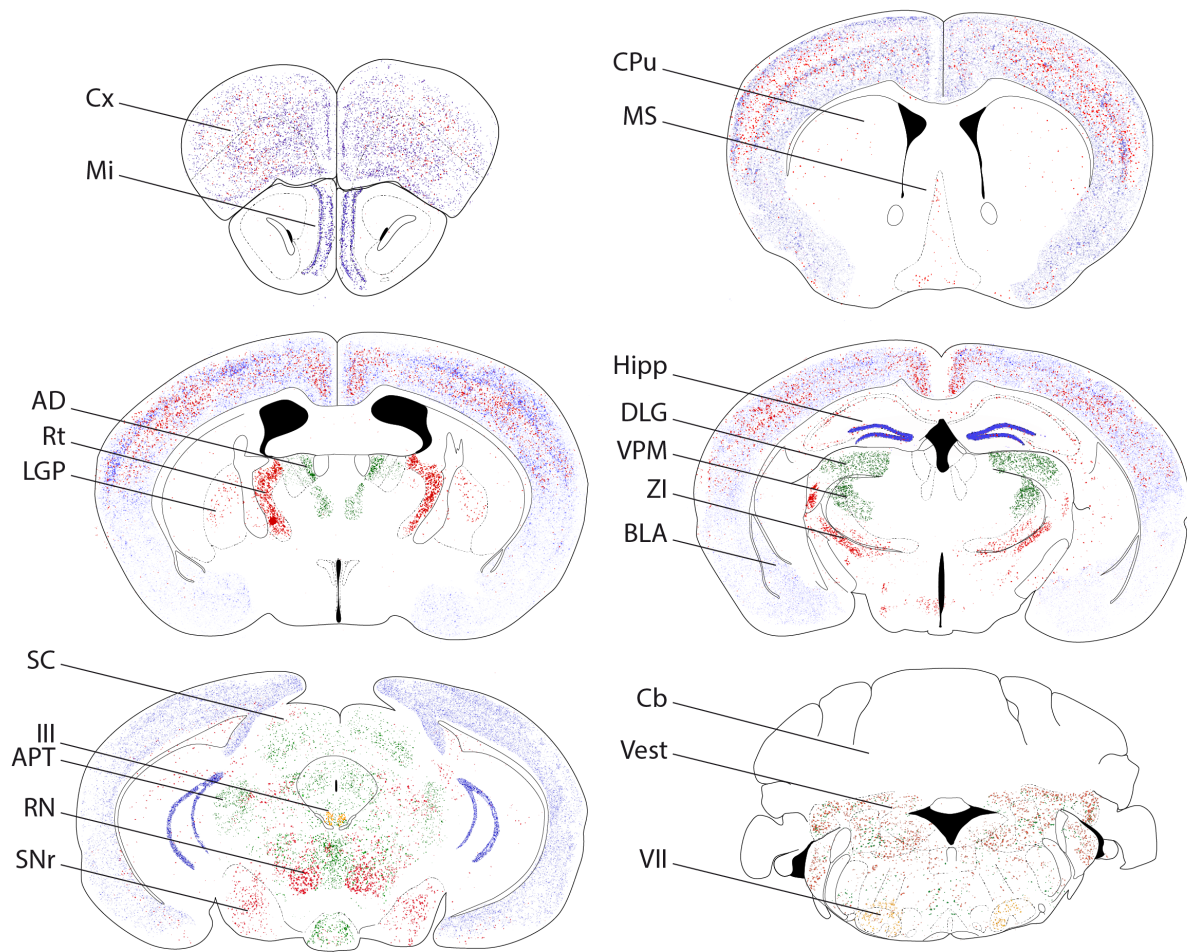 Cx
Mi
CPu
MS
AD
Rt
LGP
Hipp
DLG
VPM
ZI
BLA
SC
III
APT
RN
SNr
Cb
Vest
VII